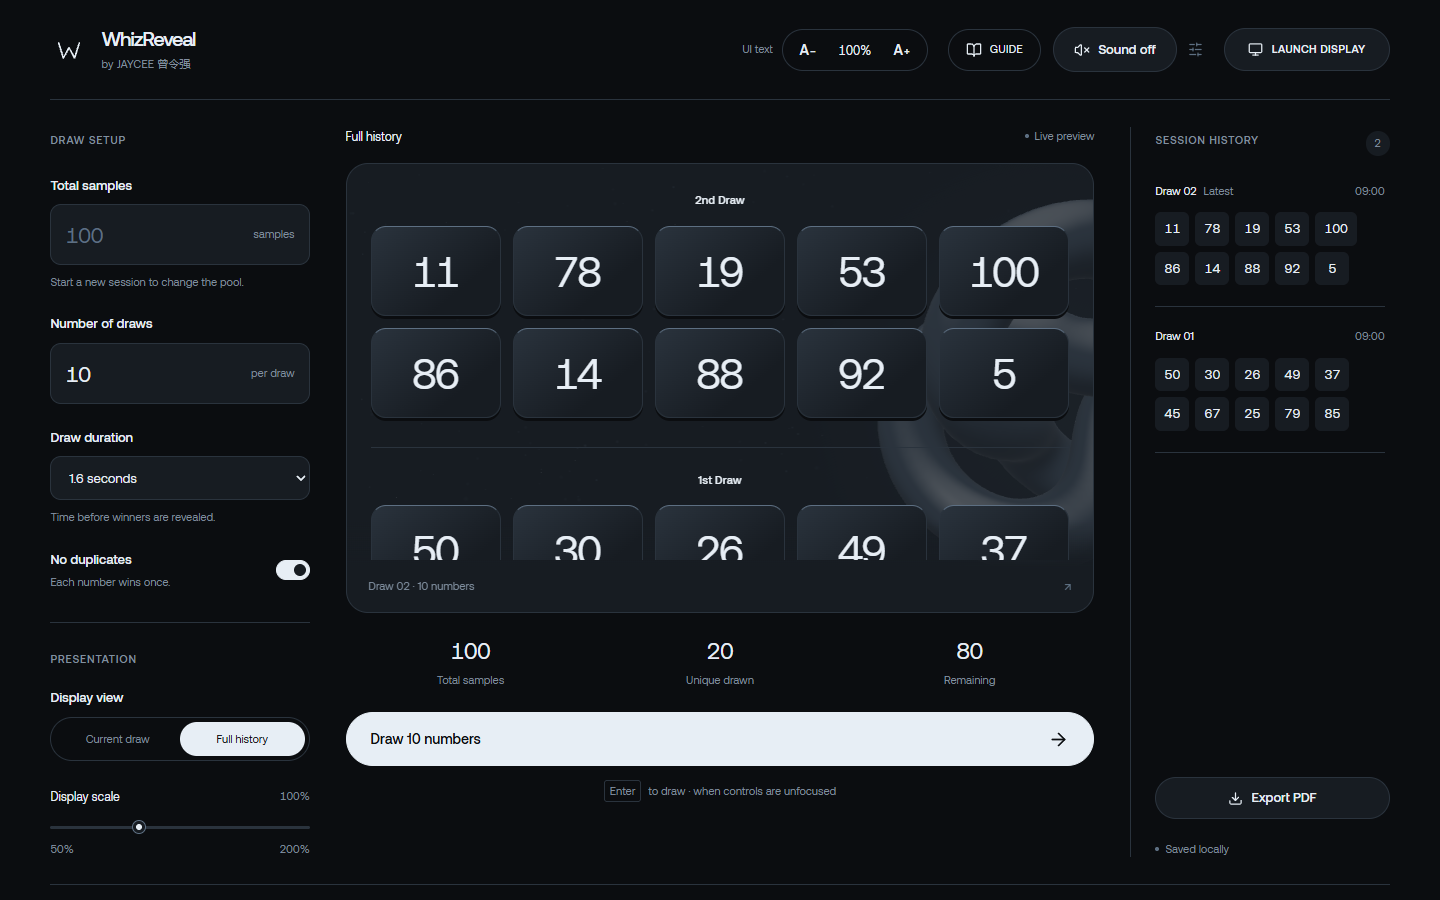 WhizReveal
by JAYCEE 曾令强
UI text
A− 100% A+
GUIDE
Sound off
LAUNCH DISPLAY
DRAW SETUP
Total samples
100 samples
Start a new session to change the pool.
Number of draws
10 per draw
Draw duration
1.6 seconds
Time before winners are revealed.
No duplicates
Each number wins once.
PRESENTATION
Display view
Current draw Full history
Display scale 100%
50% 200%
Full history
Live preview
2nd Draw
11 78 19 53 100
86 14 88 92 5
1st Draw
50 30 26 49 37
Draw 02 · 10 numbers
100 20 80
Total samples Unique drawn Remaining
Draw 10 numbers
Enter to draw · when controls are unfocused
SESSION HISTORY 2
Draw 02 Latest 09:00
11 78 19 53 100
86 14 88 92 5
Draw 01 09:00
50 30 26 49 37
45 67 25 79 85
Export PDF
Saved locally